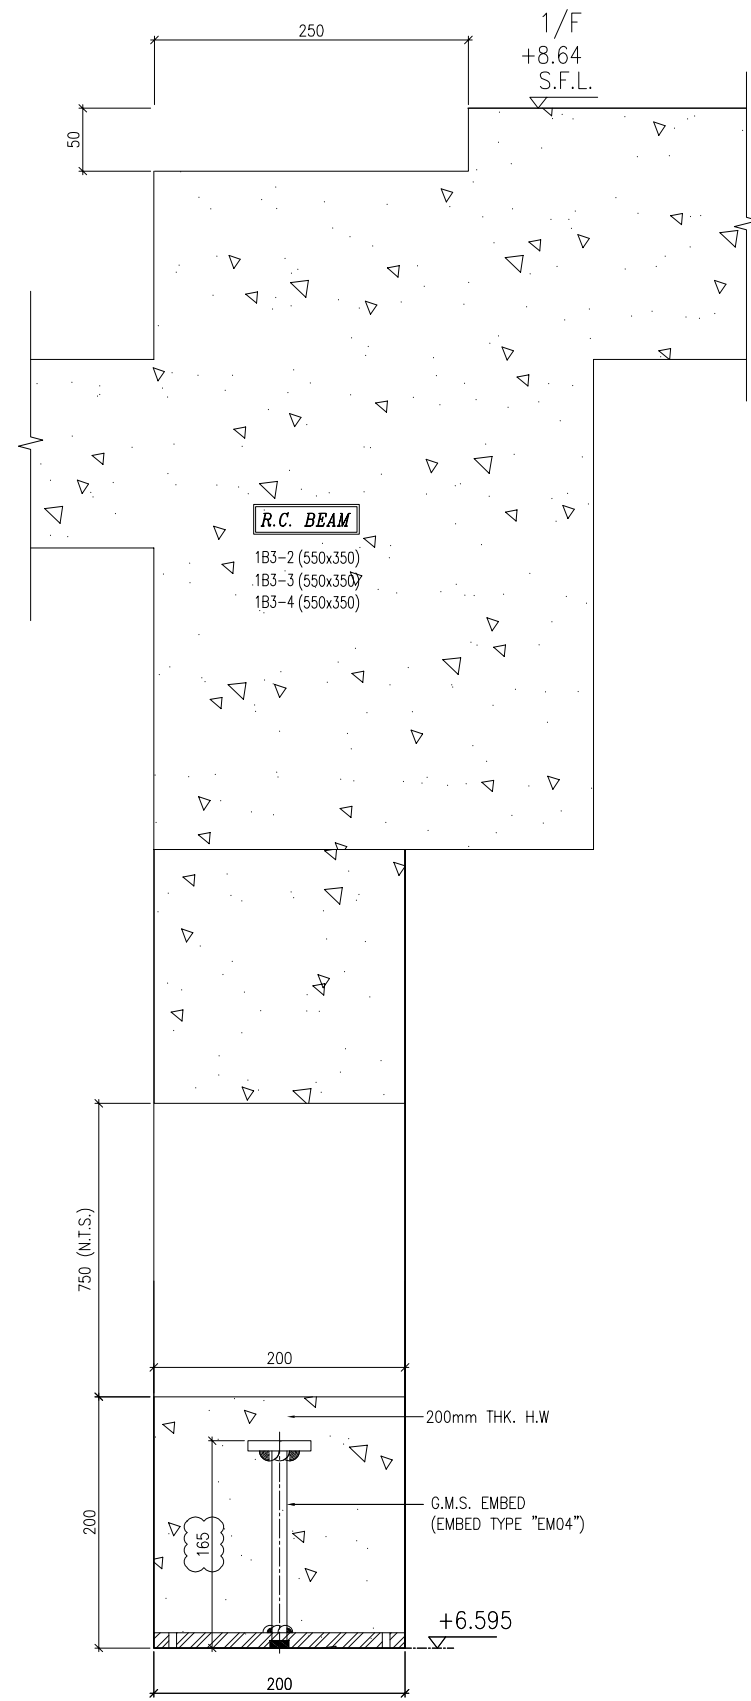 250
1/F
+8.64
S.F.L.
50
R.C. BEAM
1B3-2 (550x350)
1B3-3 (550x350)
1B3-4 (550x350)
750 (N.T.S.)
200
200mm THK. H.W
G.M.S. EMBED
(EMBED TYPE "EM04")
200
165
+6.595
200